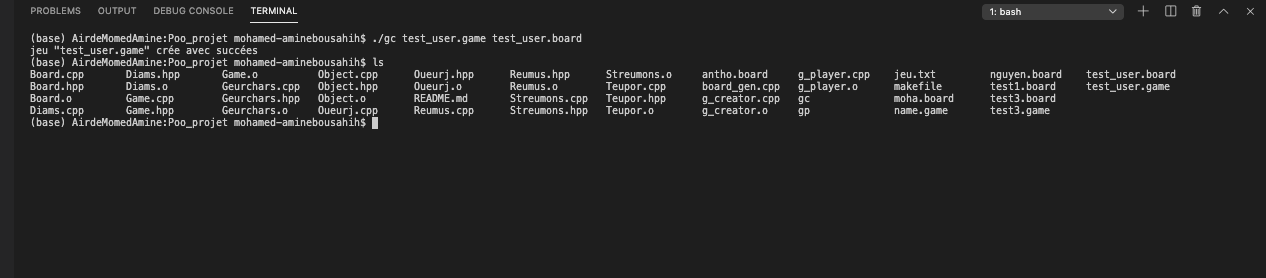 PROBLEMS OUTPUT DEBUG CONSOLE TERMINAL 1: bash
(base) AirdeMomedAmine:Poo_projet mohamed-aminebousahih$ ./gc test_user.game test_user.board
jeu "test_user.game" crée avec succées
(base) AirdeMomedAmine:Poo_projet mohamed-aminebousahih$ ls
Board.cpp Diams.hpp Game.o Object.cpp Oueurj.hpp Reumus.hpp Streumons.o antho.board g_player.cpp jeu.txt nguyen.board test_user.board
Board.hpp Diams.o Geurchars.cpp Object.hpp Oueurj.o Reumus.o Teupor.cpp board_gen.cpp g_player.o makefile test1.board test_user.game
Board.o Game.cpp Geurchars.hpp Object.o README.md Streumons.cpp Teupor.hpp g_creator.cpp gc moha.board test3.board
Diams.cpp Game.hpp Geurchars.o Oueurj.cpp Reumus.cpp Streumons.hpp Teupor.o g_creator.o gp name.game test3.game
(base) AirdeMomedAmine:Poo_projet mohamed-aminebousahih$